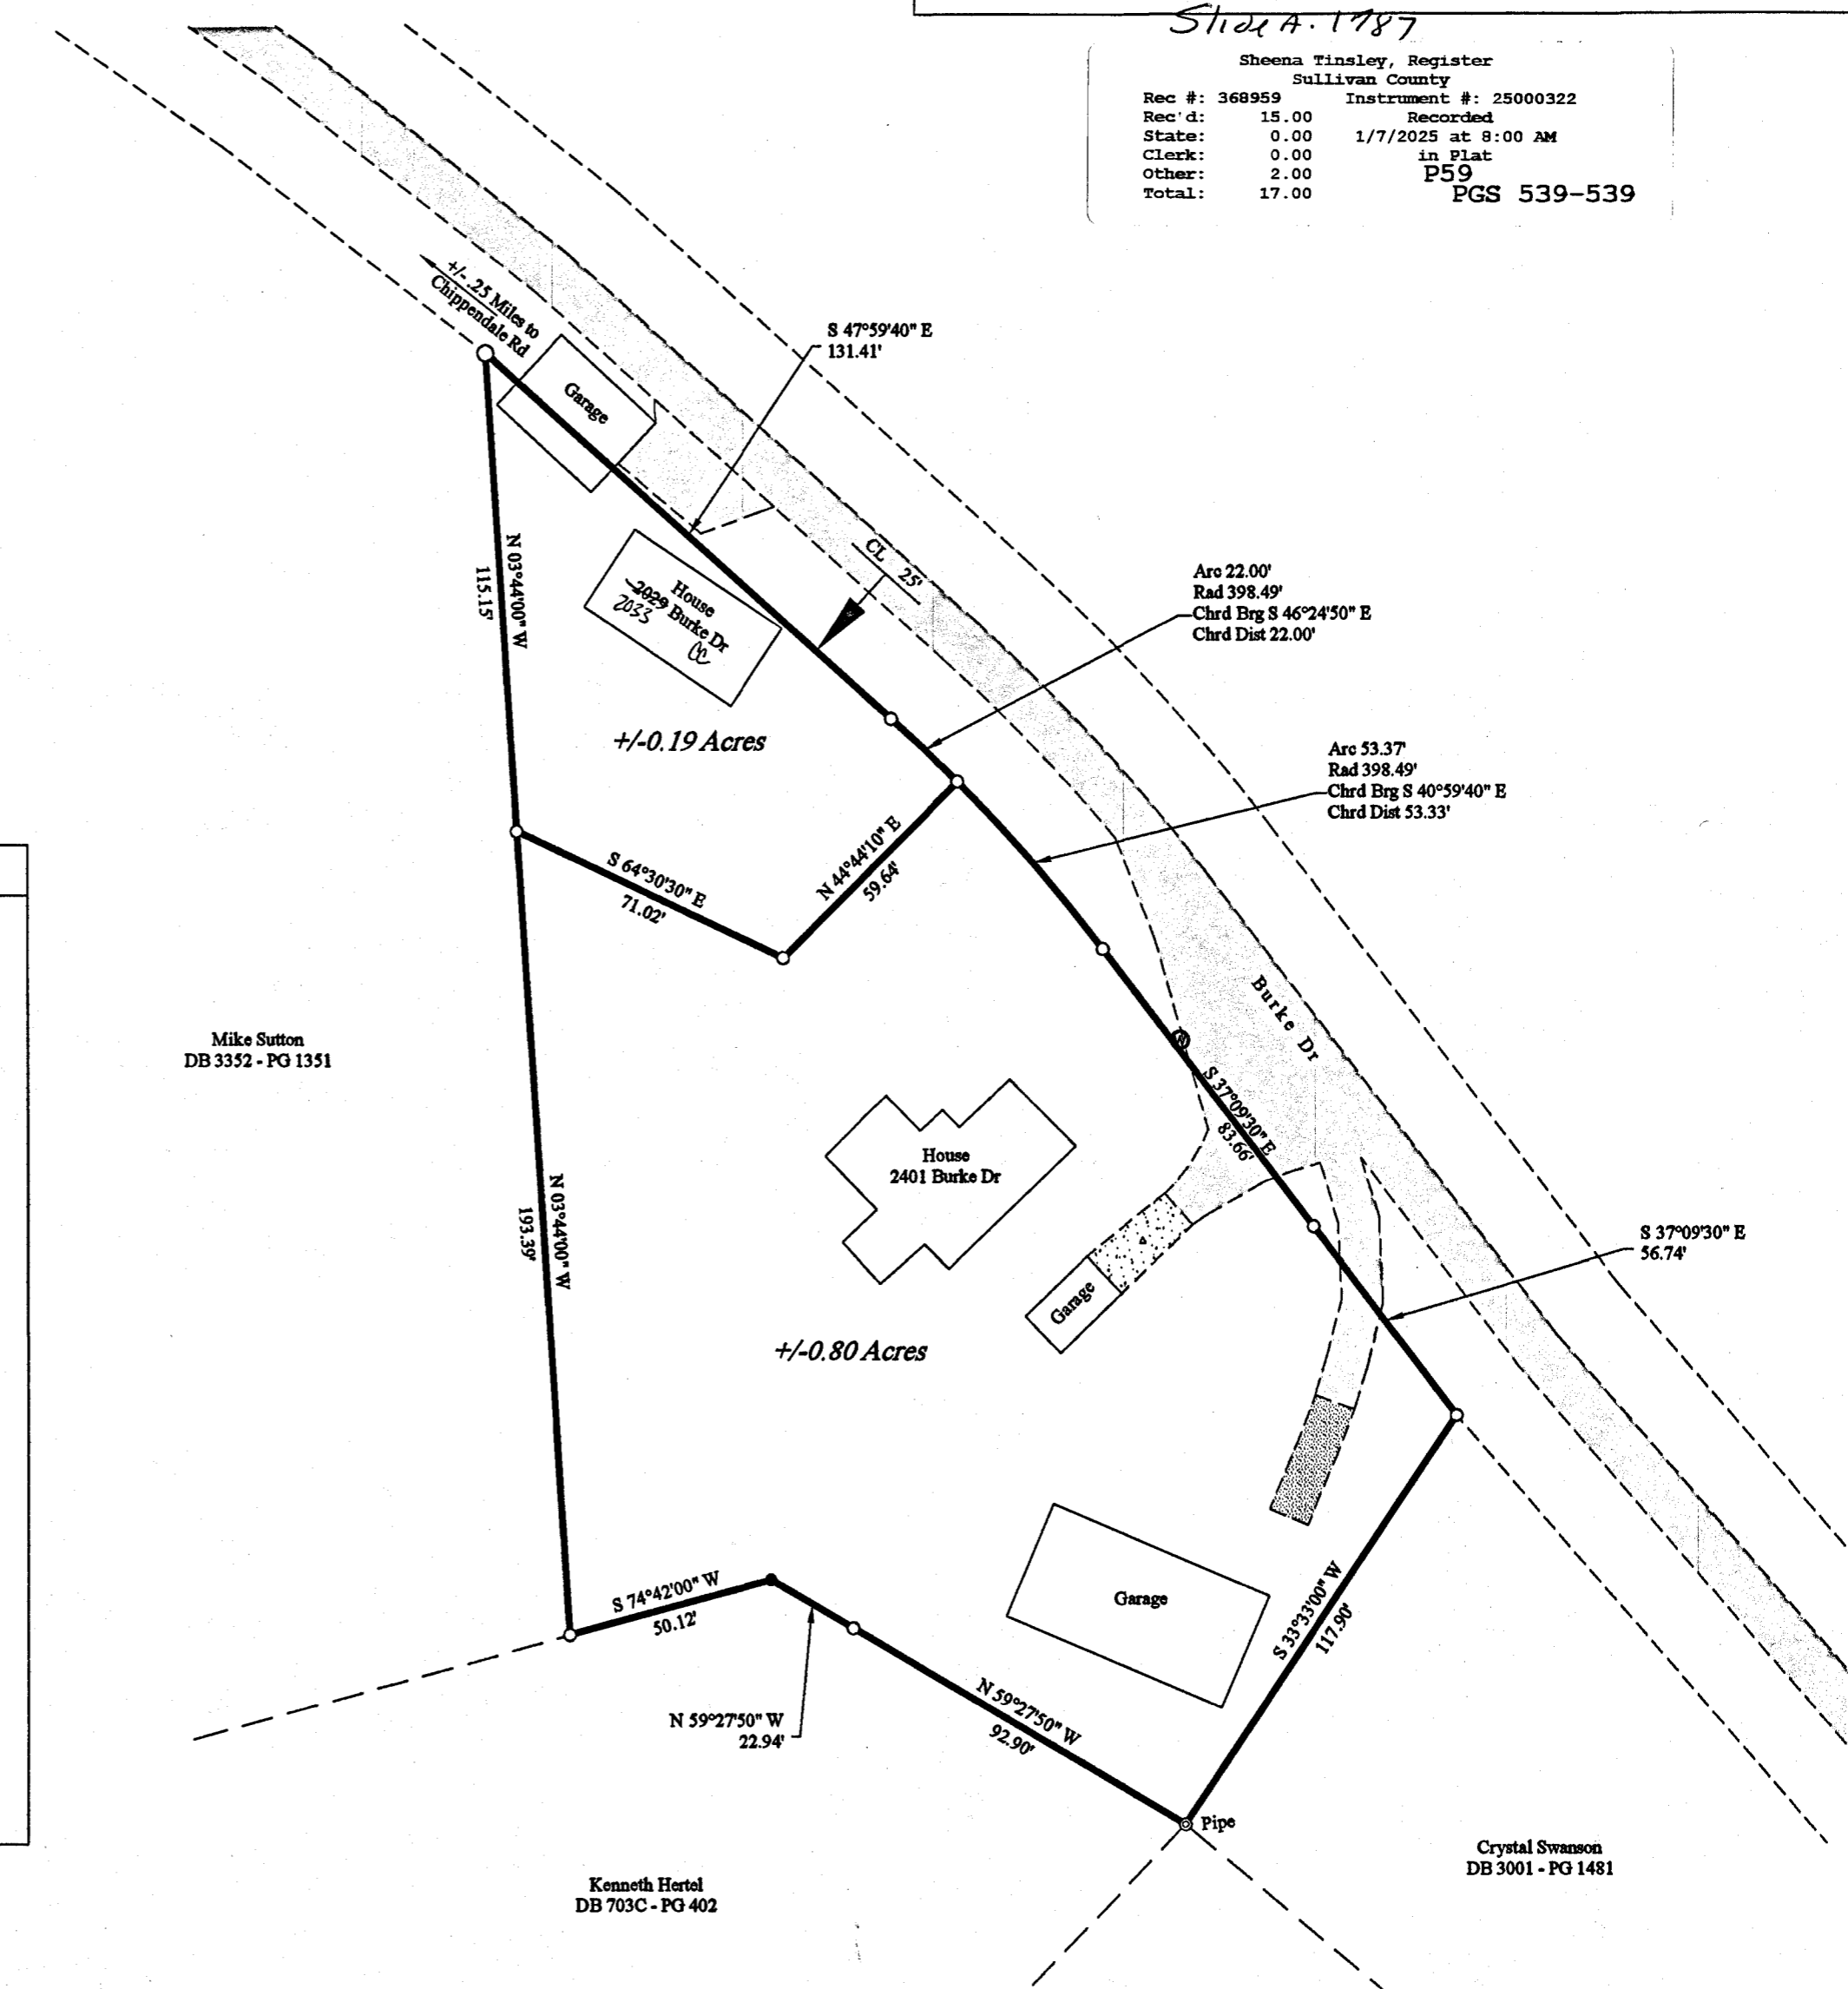 Slide A. 1787
Sheena Tinsley, Register
Sullivan County
Rec #: 368959 Instrument #: 25000322
Rec'd: 15.00 Recorded
State: 0.00 1/7/2025 at 8:00 AM
Clerk: 0.00 in Plat
Other: 2.00 P59
Total: 17.00 PGS 539-539
+/- .25 Miles to
Chippendale Rd
S 47°59'40" E
131.41'
Garage
N 03°44'00" W
115.15'
House
2029 Burke Dr
2033
CC
CL 25'
Arc 22.00'
Rad 398.49'
Chrd Brg S 46°24'50" E
Chrd Dist 22.00'
+/-0.19 Acres
Arc 53.37'
Rad 398.49'
Chrd Brg S 40°59'40" E
Chrd Dist 53.33'
S 64°30'30" E
71.02'
N 44°44'10" E
59.64'
Burke Dr
Mike Sutton
DB 3352 - PG 1351
S 37°09'30" E
83.66'
House
2401 Burke Dr
N 03°44'00" W
193.39'
Garage
S 37°09'30" E
56.74'
+/-0.80 Acres
Garage
S 33°33'00" W
117.90'
S 74°42'00" W
50.12'
N 59°27'50" W
22.94'
N 59°27'50" W
92.90'
Pipe
Crystal Swanson
DB 3001 - PG 1481
Kenneth Hertel
DB 703C - PG 402